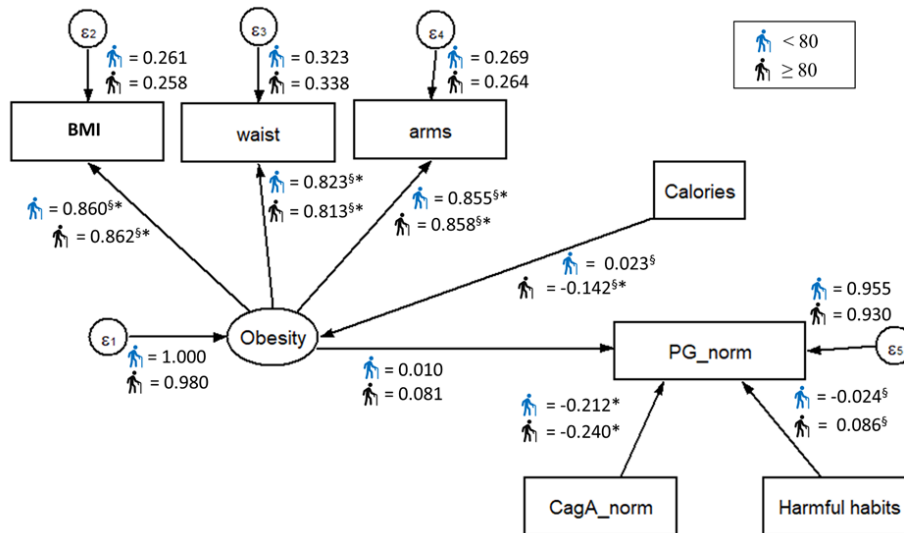 ε2
ε3
ε4
= 0.261
= 0.258
= 0.323
= 0.338
= 0.269
= 0.264
< 80
≥ 80
BMI
waist
arms
= 0.860§*
= 0.862§*
= 0.823§*
= 0.813§*
= 0.855§*
= 0.858§*
Calories
= 0.023§
= -0.142§*
ε1
= 1.000
= 0.980
Obesity
= 0.010
= 0.081
PG_norm
= 0.955
= 0.930
ε5
= -0.212*
= -0.240*
= -0.024§
= 0.086§
CagA_norm
Harmful habits